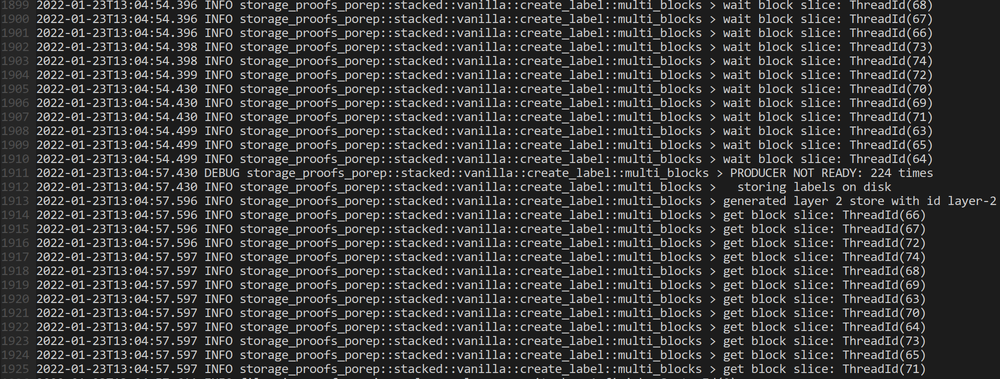 1899 2022-01-23T13:04:54.396 INFO storage_proofs_porep::stacked::vanilla::create_label::multi_blocks > wait block slice: ThreadId(68)
1900 2022-01-23T13:04:54.396 INFO storage_proofs_porep::stacked::vanilla::create_label::multi_blocks > wait block slice: ThreadId(67)
1901 2022-01-23T13:04:54.396 INFO storage_proofs_porep::stacked::vanilla::create_label::multi_blocks > wait block slice: ThreadId(66)
1902 2022-01-23T13:04:54.398 INFO storage_proofs_porep::stacked::vanilla::create_label::multi_blocks > wait block slice: ThreadId(73)
1903 2022-01-23T13:04:54.398 INFO storage_proofs_porep::stacked::vanilla::create_label::multi_blocks > wait block slice: ThreadId(74)
1904 2022-01-23T13:04:54.399 INFO storage_proofs_porep::stacked::vanilla::create_label::multi_blocks > wait block slice: ThreadId(72)
1905 2022-01-23T13:04:54.430 INFO storage_proofs_porep::stacked::vanilla::create_label::multi_blocks > wait block slice: ThreadId(70)
1906 2022-01-23T13:04:54.430 INFO storage_proofs_porep::stacked::vanilla::create_label::multi_blocks > wait block slice: ThreadId(69)
1907 2022-01-23T13:04:54.430 INFO storage_proofs_porep::stacked::vanilla::create_label::multi_blocks > wait block slice: ThreadId(71)
1908 2022-01-23T13:04:54.499 INFO storage_proofs_porep::stacked::vanilla::create_label::multi_blocks > wait block slice: ThreadId(63)
1909 2022-01-23T13:04:54.499 INFO storage_proofs_porep::stacked::vanilla::create_label::multi_blocks > wait block slice: ThreadId(65)
1910 2022-01-23T13:04:54.499 INFO storage_proofs_porep::stacked::vanilla::create_label::multi_blocks > wait block slice: ThreadId(64)
1911 2022-01-23T13:04:57.430 DEBUG storage_proofs_porep::stacked::vanilla::create_label::multi_blocks > PRODUCER NOT READY: 224 times
1912 2022-01-23T13:04:57.430 INFO storage_proofs_porep::stacked::vanilla::create_label::multi_blocks >   storing labels on disk
1913 2022-01-23T13:04:57.596 INFO storage_proofs_porep::stacked::vanilla::create_label::multi_blocks > generated layer 2 store with id layer-2
1914 2022-01-23T13:04:57.596 INFO storage_proofs_porep::stacked::vanilla::create_label::multi_blocks > get block slice: ThreadId(66)
1915 2022-01-23T13:04:57.596 INFO storage_proofs_porep::stacked::vanilla::create_label::multi_blocks > get block slice: ThreadId(67)
1916 2022-01-23T13:04:57.596 INFO storage_proofs_porep::stacked::vanilla::create_label::multi_blocks > get block slice: ThreadId(72)
1917 2022-01-23T13:04:57.597 INFO storage_proofs_porep::stacked::vanilla::create_label::multi_blocks > get block slice: ThreadId(74)
1918 2022-01-23T13:04:57.597 INFO storage_proofs_porep::stacked::vanilla::create_label::multi_blocks > get block slice: ThreadId(68)
1919 2022-01-23T13:04:57.597 INFO storage_proofs_porep::stacked::vanilla::create_label::multi_blocks > get block slice: ThreadId(69)
1920 2022-01-23T13:04:57.597 INFO storage_proofs_porep::stacked::vanilla::create_label::multi_blocks > get block slice: ThreadId(63)
1921 2022-01-23T13:04:57.597 INFO storage_proofs_porep::stacked::vanilla::create_label::multi_blocks > get block slice: ThreadId(70)
1922 2022-01-23T13:04:57.597 INFO storage_proofs_porep::stacked::vanilla::create_label::multi_blocks > get block slice: ThreadId(64)
1923 2022-01-23T13:04:57.597 INFO storage_proofs_porep::stacked::vanilla::create_label::multi_blocks > get block slice: ThreadId(73)
1924 2022-01-23T13:04:57.597 INFO storage_proofs_porep::stacked::vanilla::create_label::multi_blocks > get block slice: ThreadId(65)
1925 2022-01-23T13:04:57.597 INFO storage_proofs_porep::stacked::vanilla::create_label::multi_blocks > get block slice: ThreadId(71)